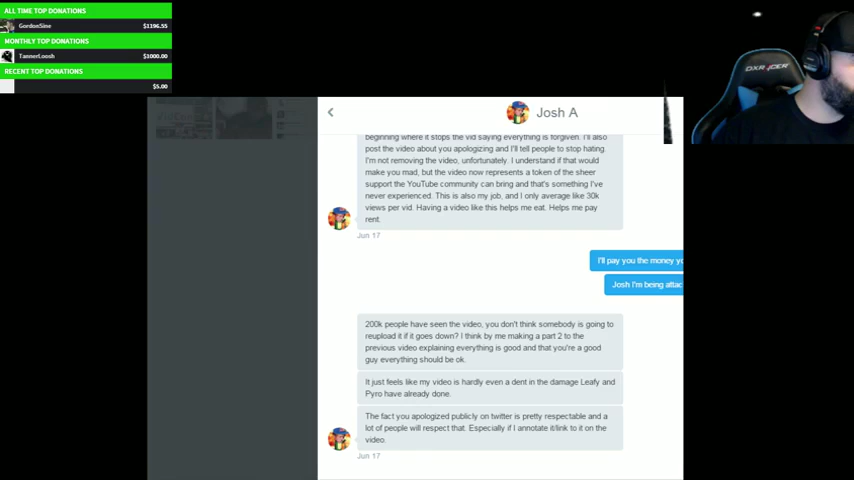 ALL TIME TOP DONATIONS
GordonSine $1196.55
MONTHLY TOP DONATIONS
TannerLoosh $1000.00
RECENT TOP DONATIONS
$5.00
DXRACER
Josh A
beginning where it stops the vid saying everything is forgiven. I'll also
post the video about you apologizing and I'll tell people to stop hating.
I'm not removing the video, unfortunately. I understand if that would
make you mad, but the video now represents a token of the sheer
support the YouTube community can bring and that's something I've
never experienced. This is also my job, and I only average like 30k
views per vid. Having a video like this helps me eat. Helps me pay
rent.
Jun 17
I'll pay you the money yo
Josh I'm being attac
200k people have seen the video, you don't think somebody is going to
reupload it if it goes down? I think by me making a part 2 to the
previous video explaining everything is good and that you're a good
guy everything should be ok.
It just feels like my video is hardly even a dent in the damage Leafy and
Pyro have already done.
The fact you apologized publicly on twitter is pretty respectable and a
lot of people will respect that. Especially if I annotate it/link to it on the
video.
Jun 17